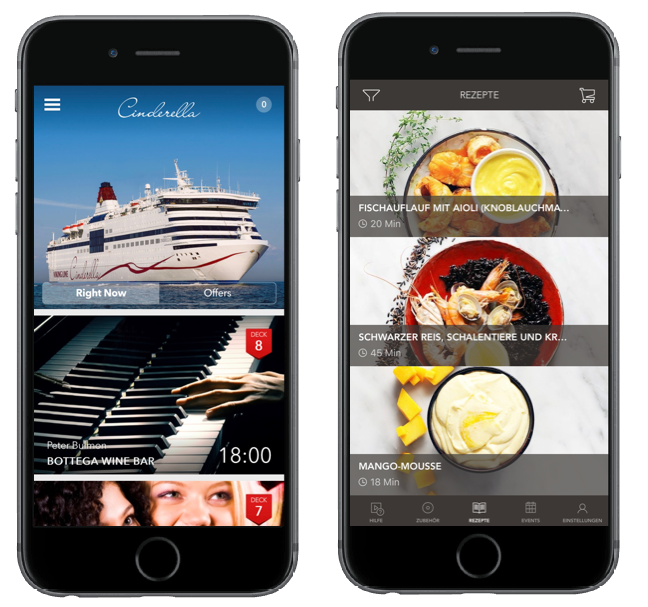 Cinderella
0
VIKING LINE
Cinderella
Right Now
Offers
DECK
8
Peter Bulmon
BOTTEGA WINE BAR
18:00
DECK
7
REZEPTE
FISCHAUFLAUF MIT AIOLI (KNOBLAUCHMA...
20 Min
SCHWARZER REIS, SCHALENTIERE UND KR...
45 Min
MANGO-MOUSSE
18 Min
HILFE
ZUBEHÖR
REZEPTE
EVENTS
EINSTELLUNGEN